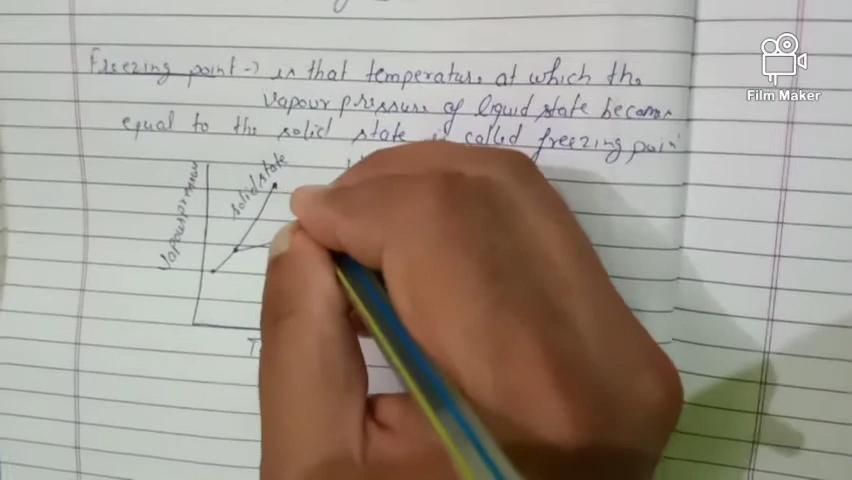 Freezing point → is that temperature at which the
vapour pressure of liquid state becomes
equal to the solid state is called freezing point
solid state
Vapour pressure
T
Film Maker